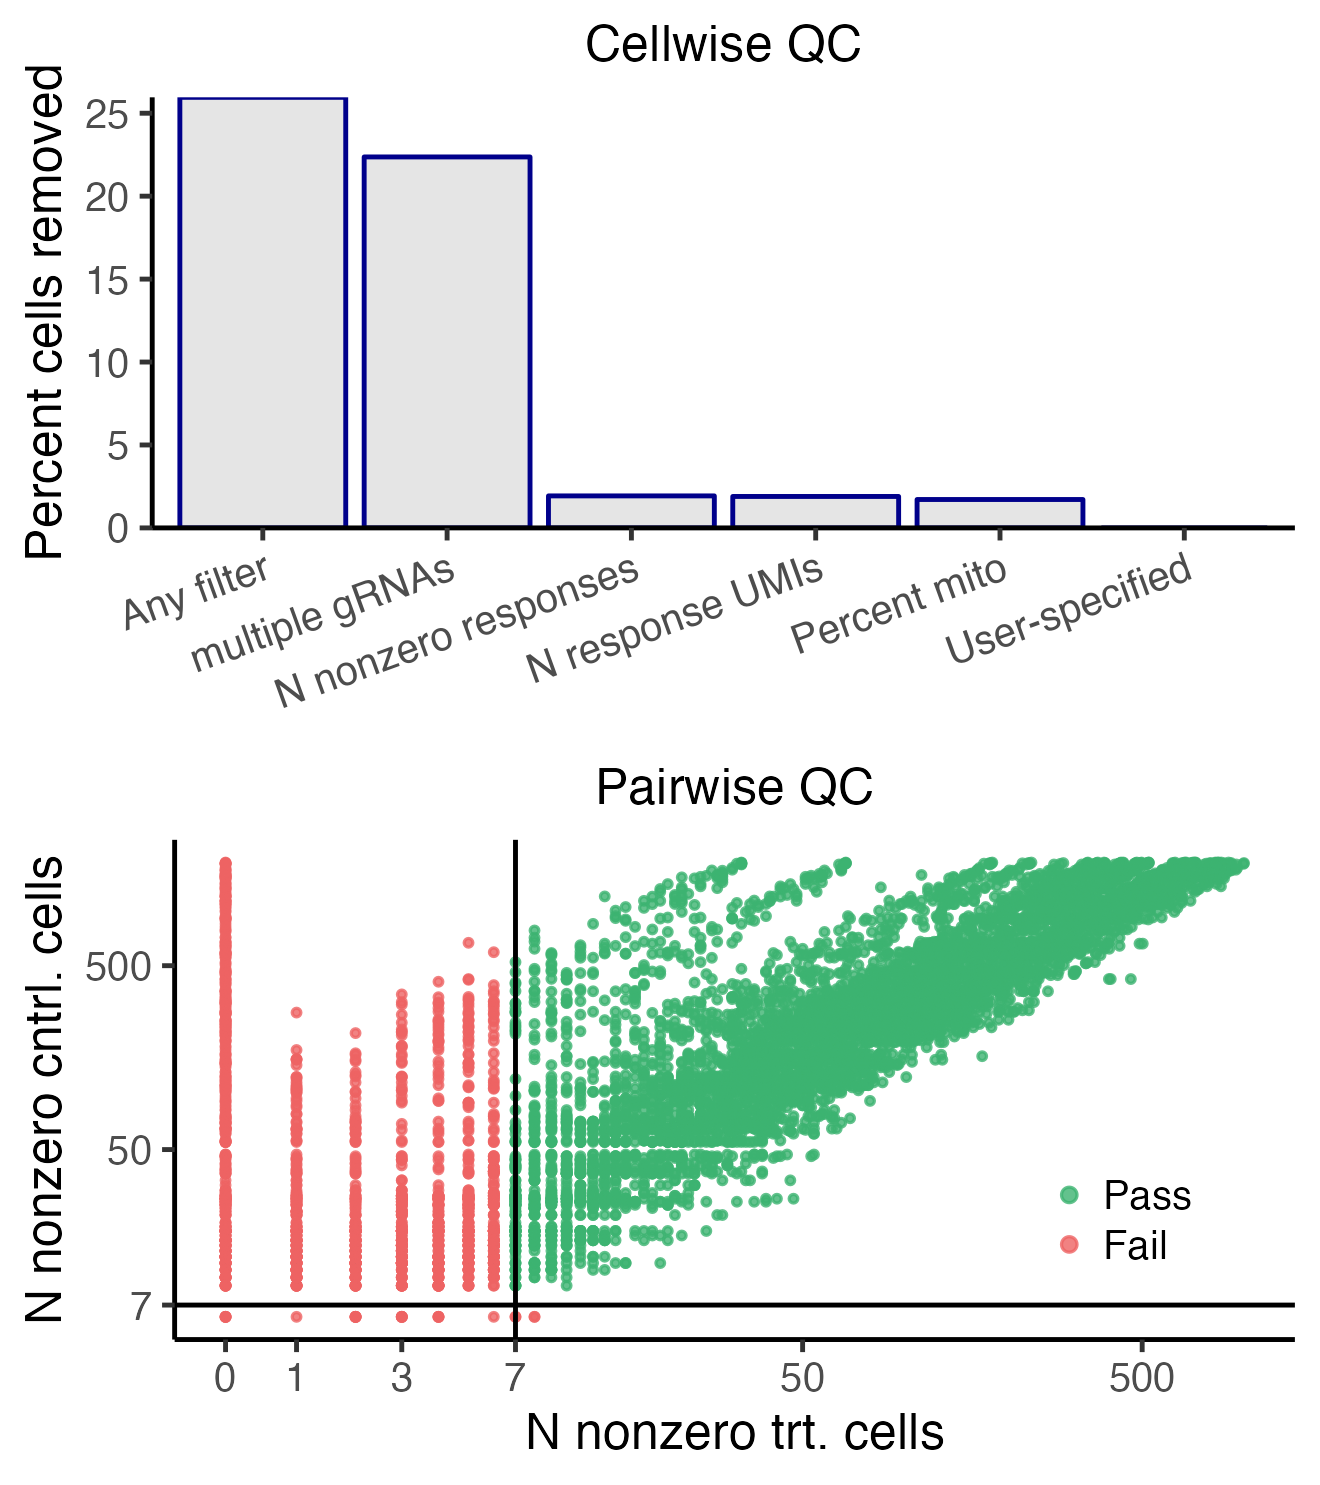 Cellwise QC
Percent cells removed
25
20
15
10
5
0
Any filter
multiple gRNAs
N nonzero responses
N response UMIs
Percent mito
User-specified
Pairwise QC
N nonzero cntrl. cells
500
50
7
Pass
Fail
0 1 3 7 50 500
N nonzero trt. cells